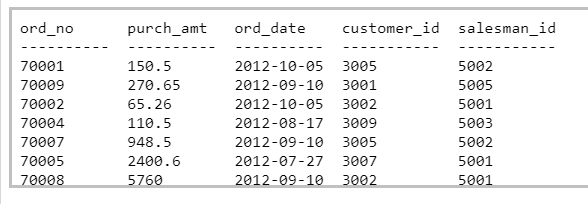 ord_no      purch_amt   ord_date    customer_id  salesman_id
----------  ----------  ----------  -----------  -----------
70001       150.5       2012-10-05  3005         5002
70009       270.65      2012-09-10  3001         5005
70002       65.26       2012-10-05  3002         5001
70004       110.5       2012-08-17  3009         5003
70007       948.5       2012-09-10  3005         5002
70005       2400.6      2012-07-27  3007         5001
70008       5760        2012-09-10  3002         5001